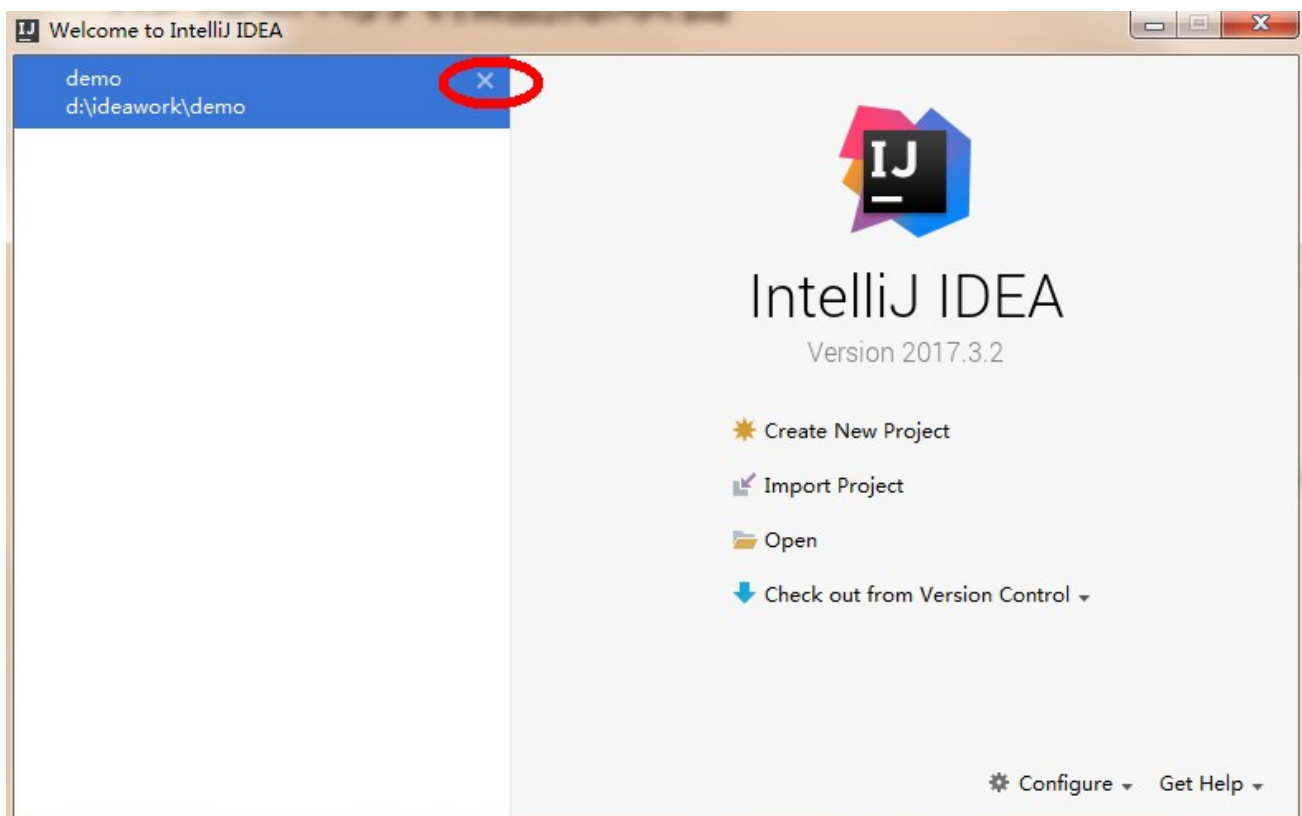 Welcome to IntelliJ IDEA
demo
d:\ideawork\demo
IJ
IntelliJ IDEA
Version 2017.3.2
Create New Project
Import Project
Open
Check out from Version Control
Configure
Get Help